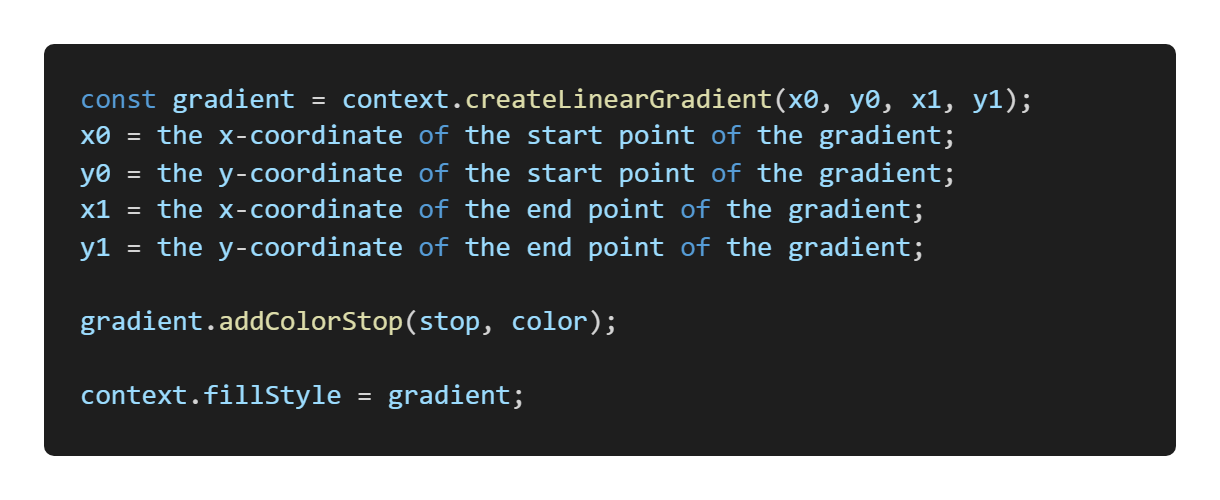 const gradient = context.createLinearGradient(x0, y0, x1, y1);
x0 = the x-coordinate of the start point of the gradient;
y0 = the y-coordinate of the start point of the gradient;
x1 = the x-coordinate of the end point of the gradient;
y1 = the y-coordinate of the end point of the gradient;
gradient.addColorStop(stop, color);
context.fillStyle = gradient;